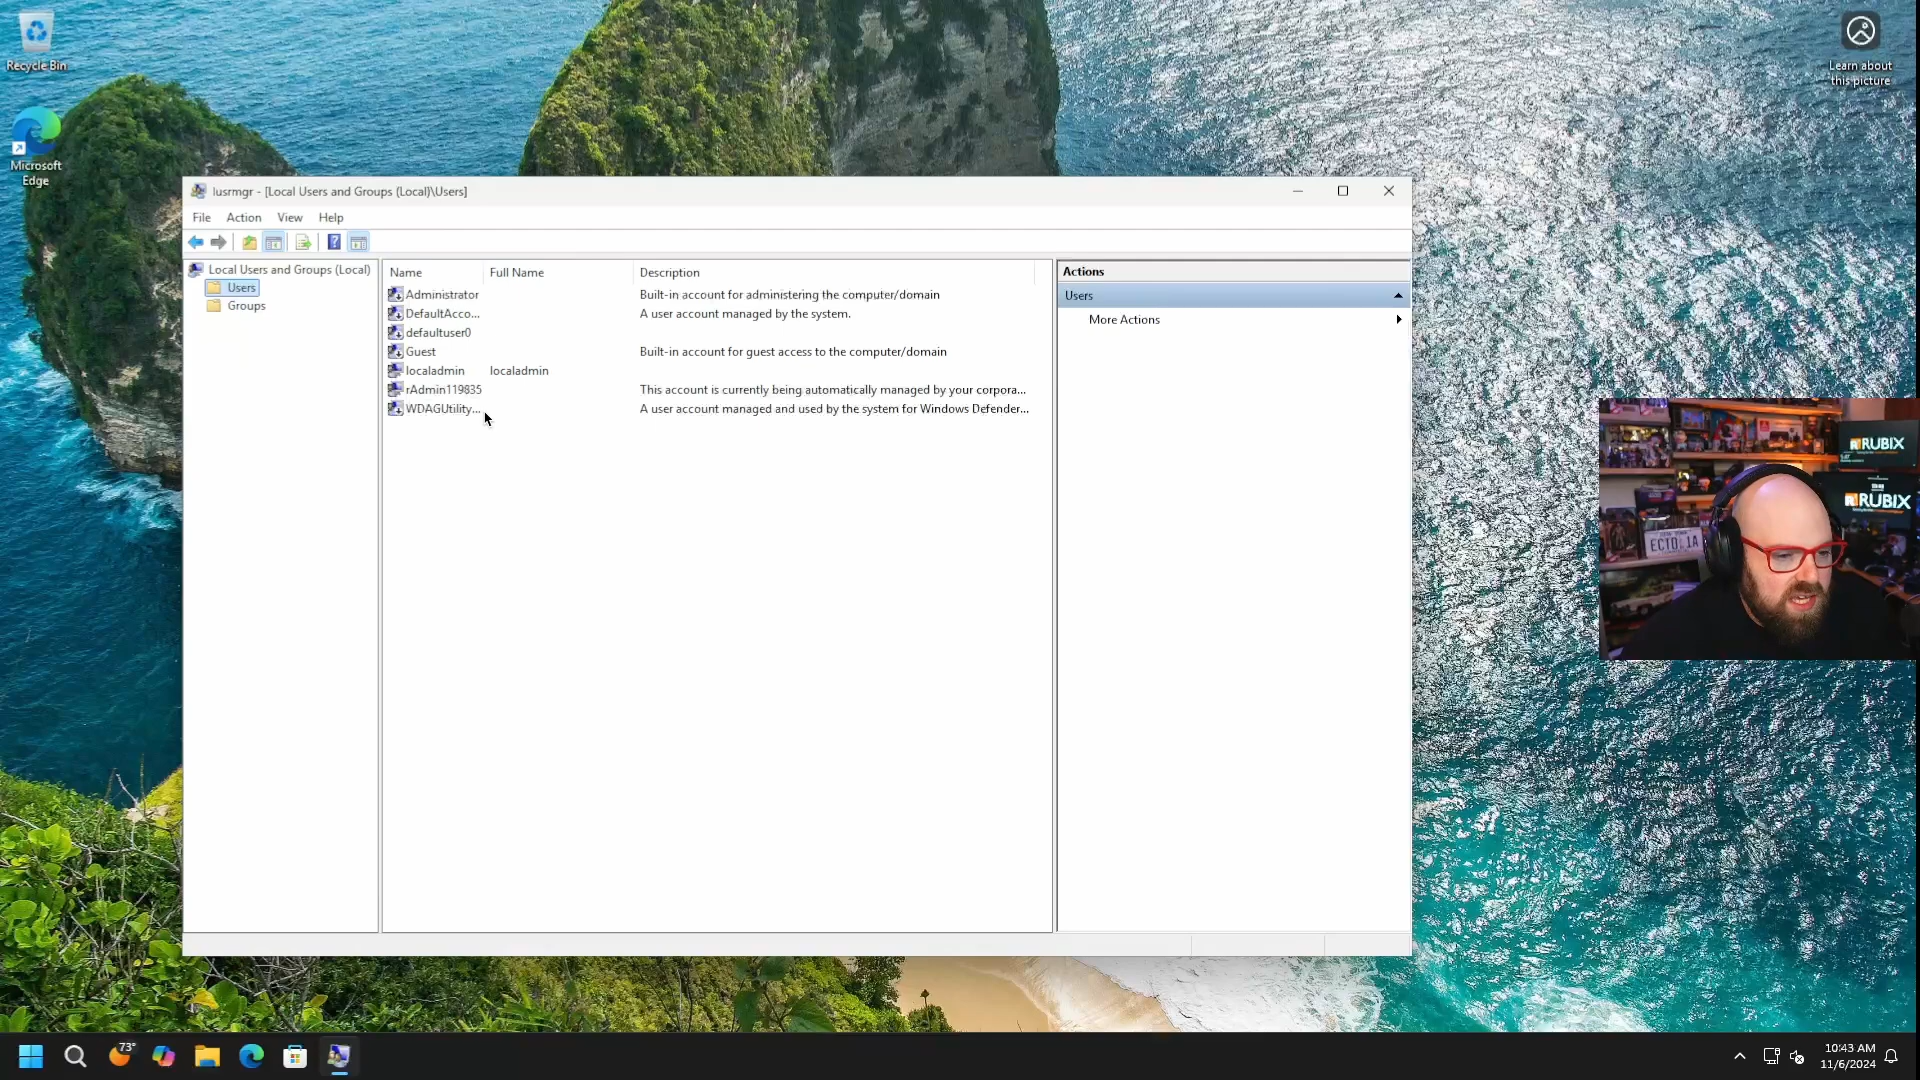 Recycle Bin
Microsoft
Edge
Learn about
this picture
lusrmgr - [Local Users and Groups (Local)\Users]
File Action View Help
Local Users and Groups (Local)
Users
Groups
Name Full Name Description
Administrator Built-in account for administering the computer/domain
DefaultAcco... A user account managed by the system.
defaultuser0
Guest Built-in account for guest access to the computer/domain
localadmin localadmin
rAdmin119835 This account is currently being automatically managed by your corpora...
WDAGUtility... A user account managed and used by the system for Windows Defender...
Actions
Users
More Actions
RUBIX
RUBIX
ECTO-1A
73°
10:43 AM
11/6/2024